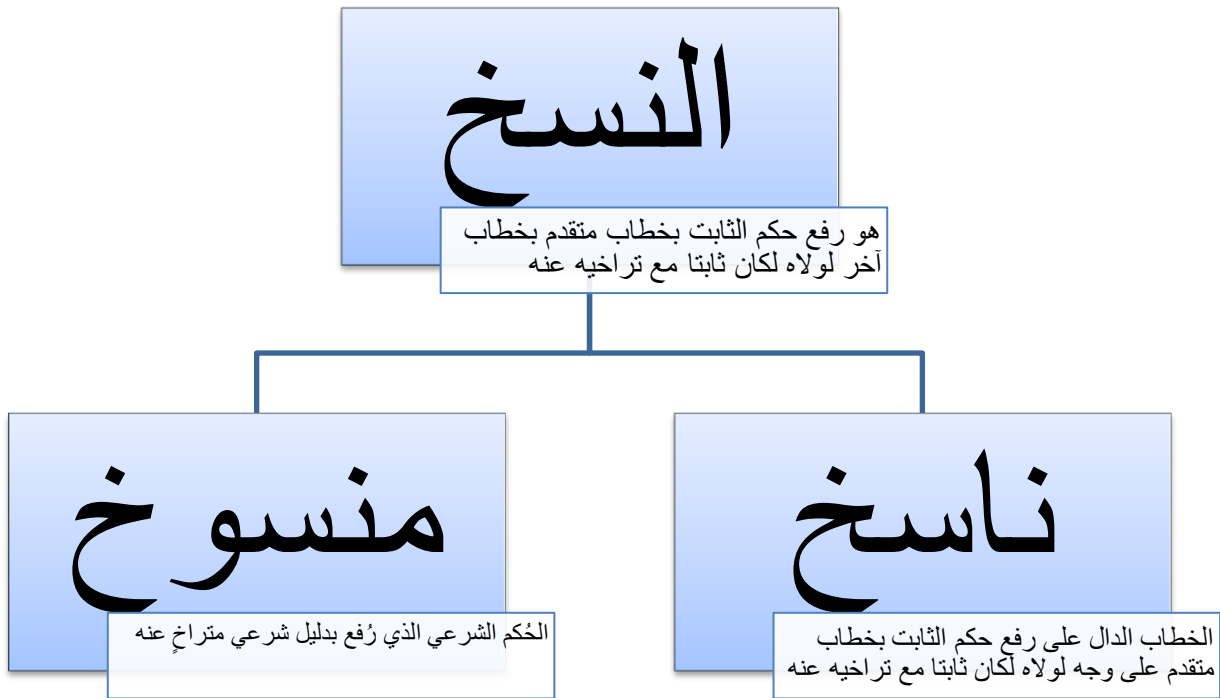 النسخ
هو رفع حكم الثابت بخطاب متقدم بخطاب
آخر لولاه لكان ثابتا مع تراخيه عنه
ناسخ
الخطاب الدال على رفع حكم الثابت بخطاب
متقدم على وجه لولاه لكان ثابتا مع تراخيه عنه
منسوخ
الحُكم الشرعي الذي رُفع بدليل شرعي متراخٍ عنه